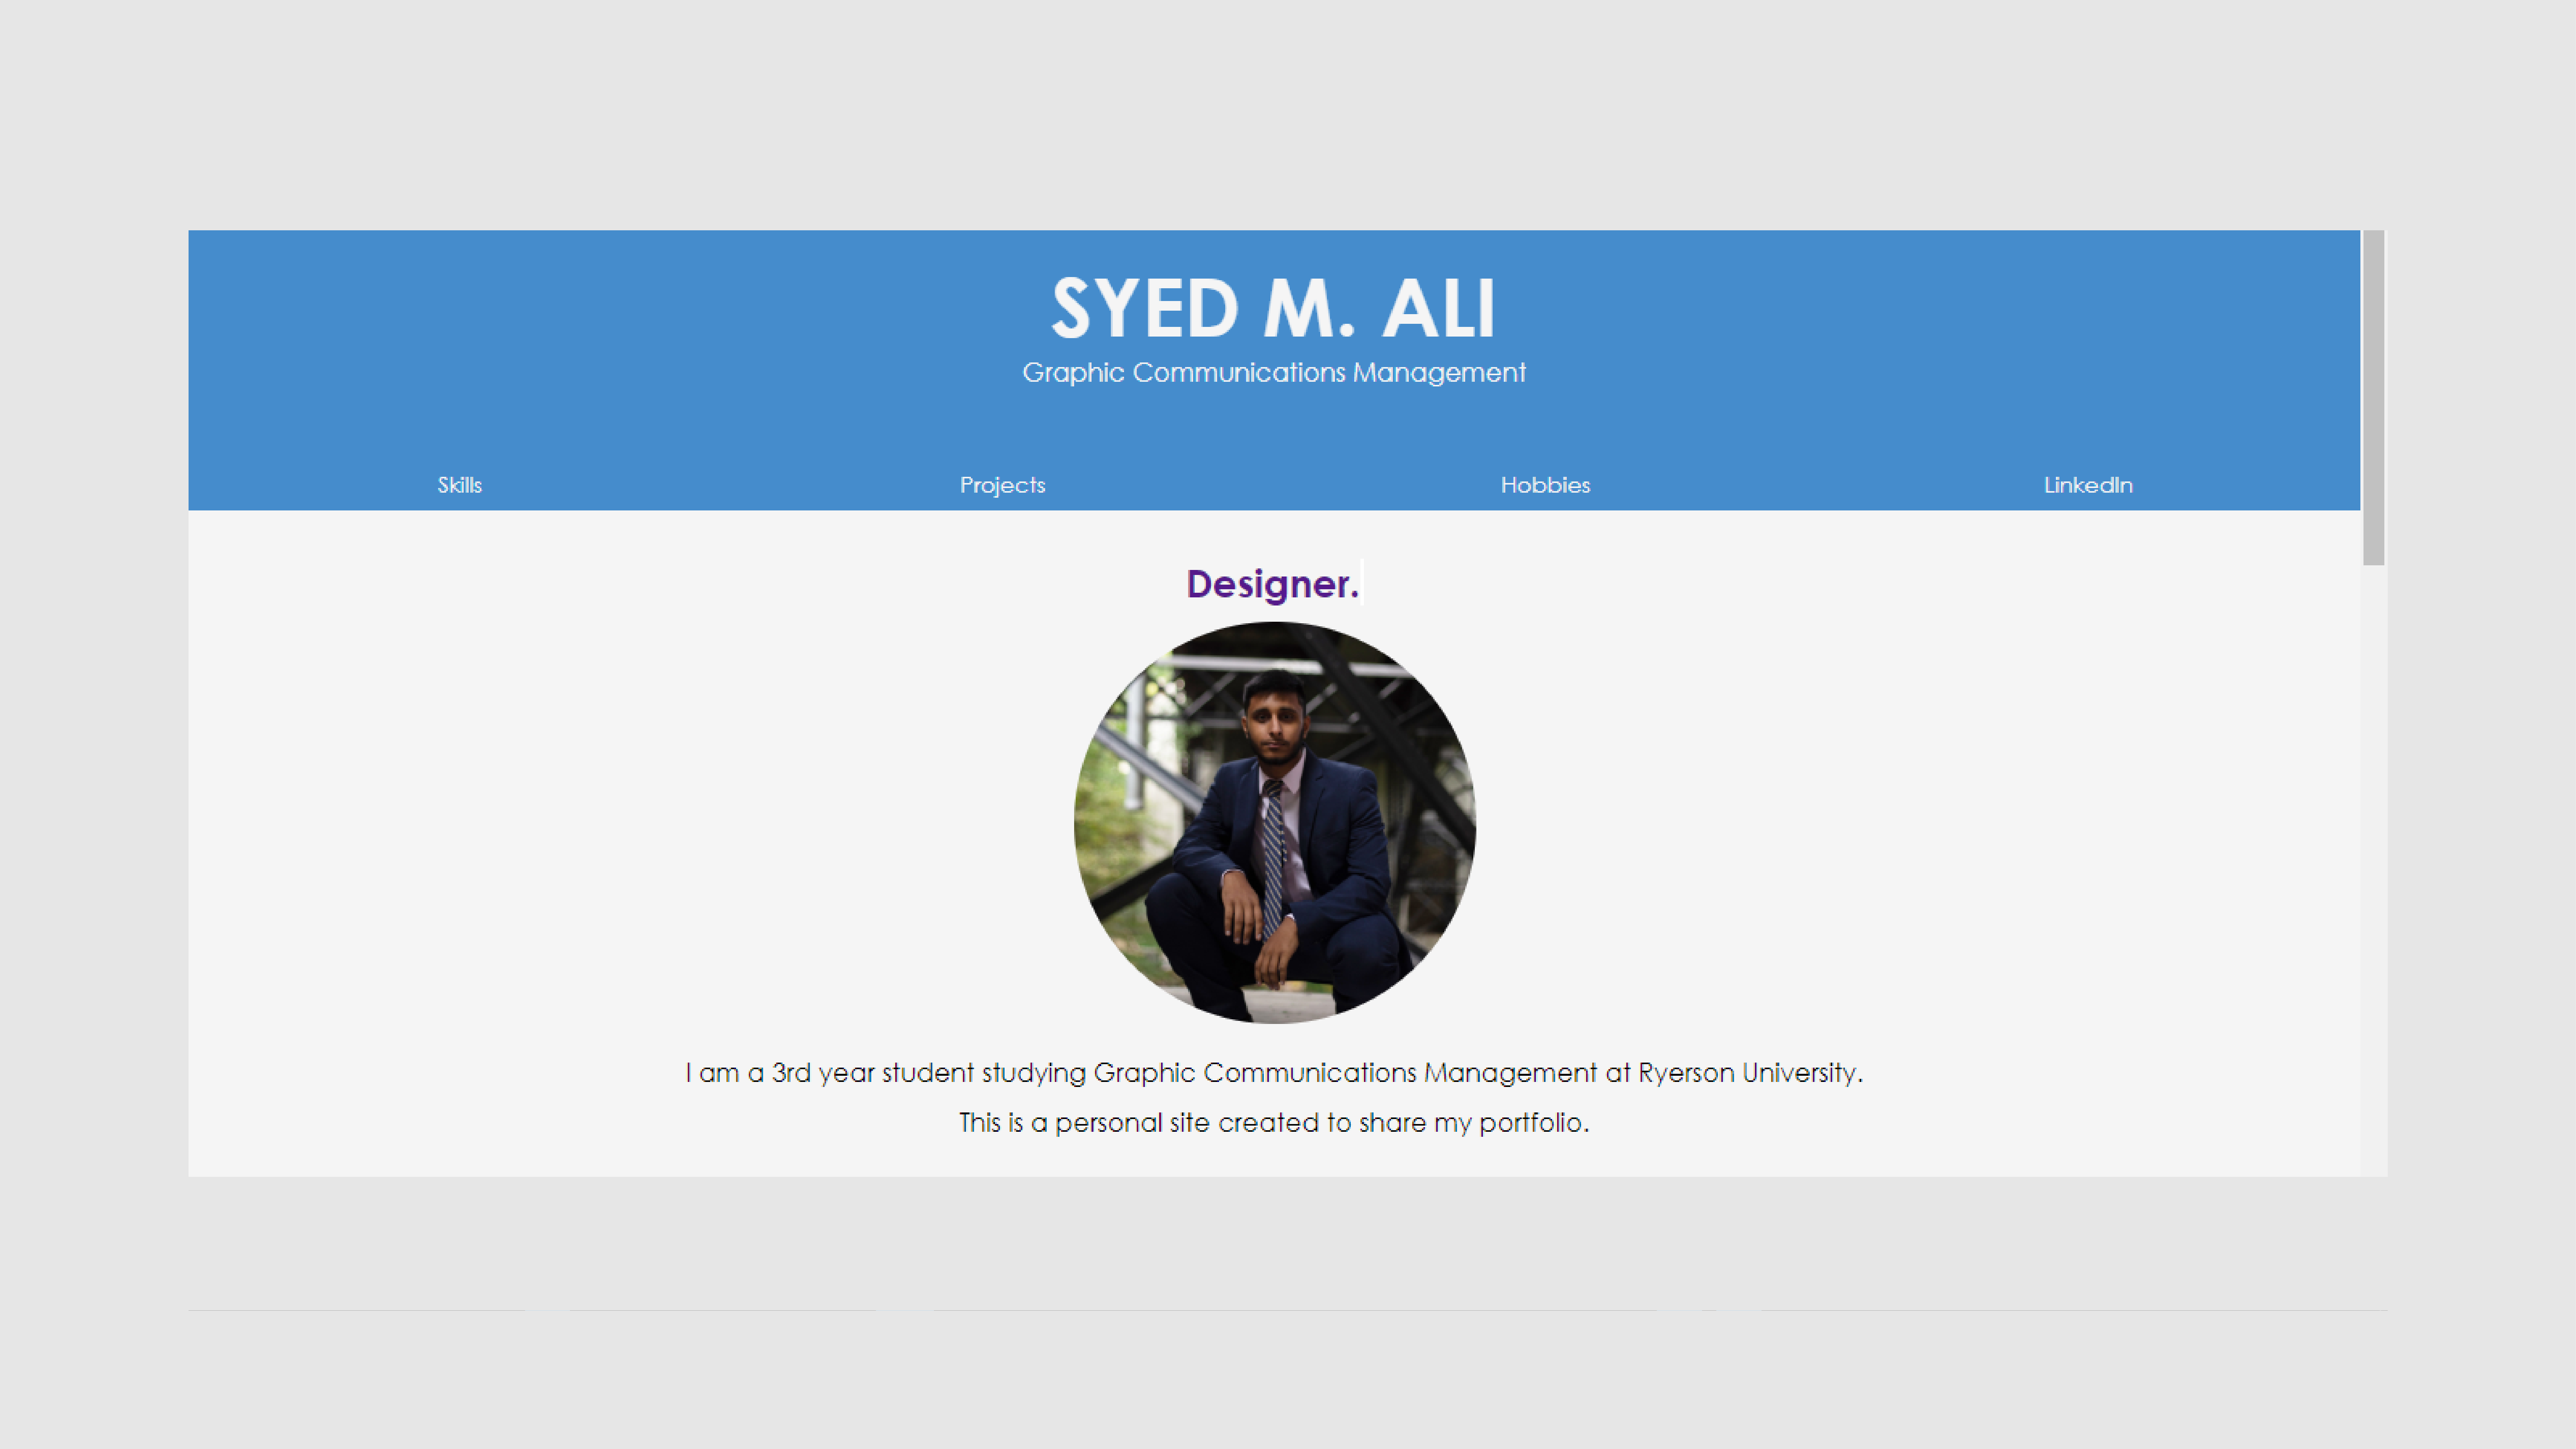 SYED M. ALI
Graphic Communications Management
Skills Projects Hobbies LinkedIn
Designer.
I am a 3rd year student studying Graphic Communications Management at Ryerson University.
This is a personal site created to share my portfolio.